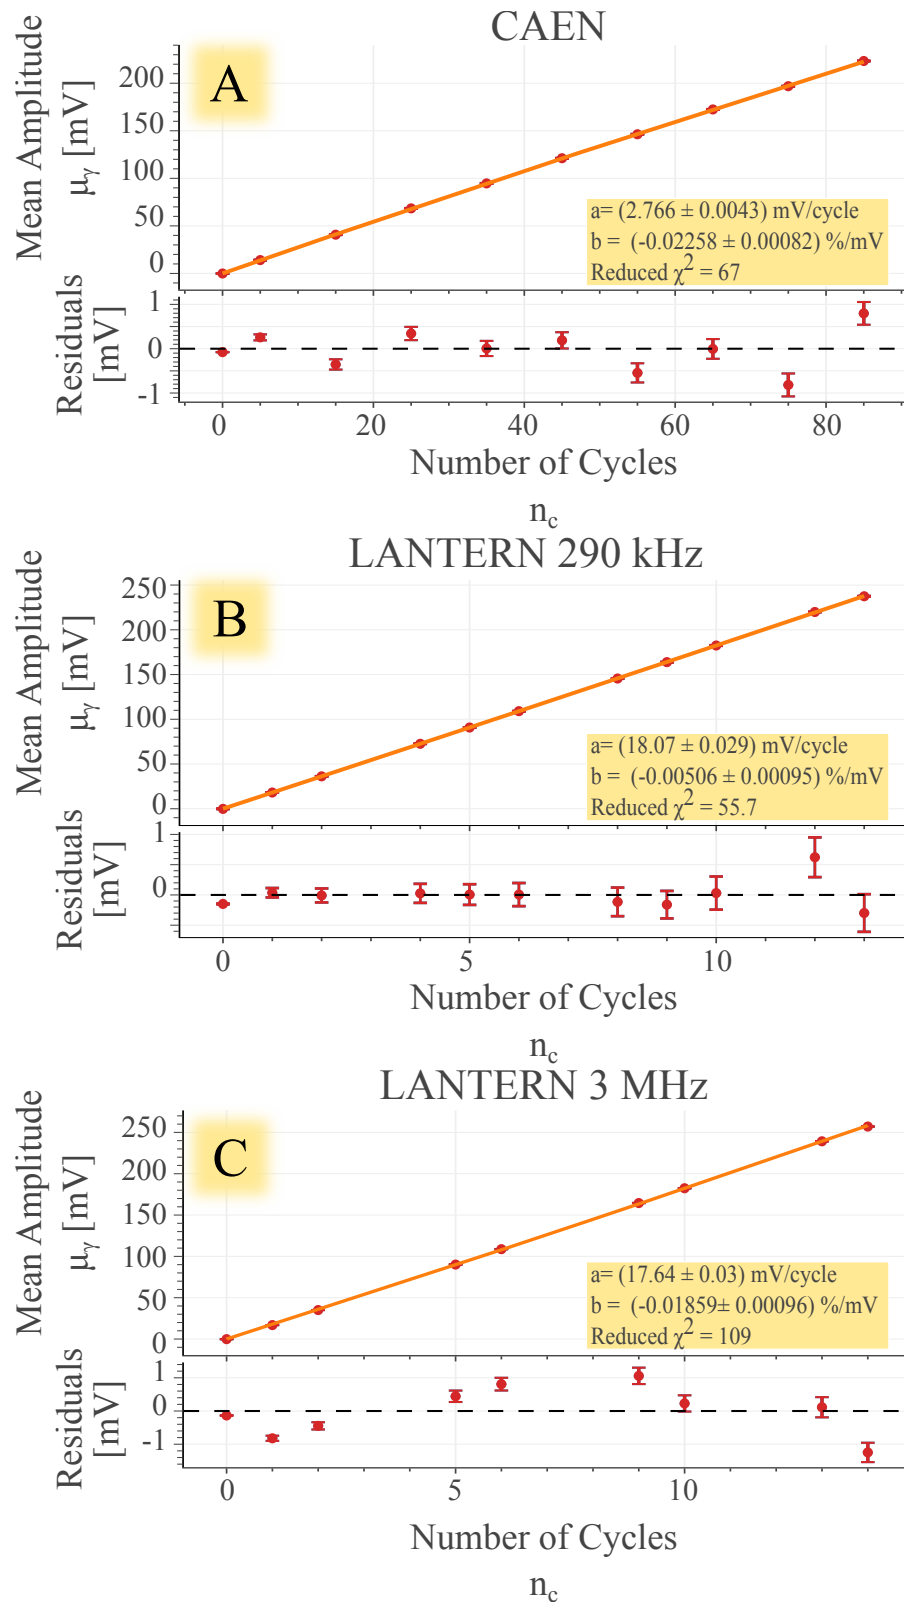 CAEN
A
Mean Amplitude
μγ [mV]
200
150
100
50
0
a= (2.766 ± 0.0043) mV/cycle
b = (-0.02258 ± 0.00082) %/mV
Reduced χ² = 67
Residuals
[mV]
1
0
-1
0 20 40 60 80
Number of Cycles
n_c
LANTERN 290 kHz
B
Mean Amplitude
μγ [mV]
250
200
150
100
50
0
a= (18.07 ± 0.029) mV/cycle
b = (-0.00506 ± 0.00095) %/mV
Reduced χ² = 55.7
Residuals
[mV]
1
0
0 5 10
Number of Cycles
n_c
LANTERN 3 MHz
C
Mean Amplitude
μγ [mV]
250
200
150
100
50
0
a= (17.64 ± 0.03) mV/cycle
b = (-0.01859± 0.00096) %/mV
Reduced χ² = 109
Residuals
[mV]
1
0
-1
0 5 10
Number of Cycles
n_c